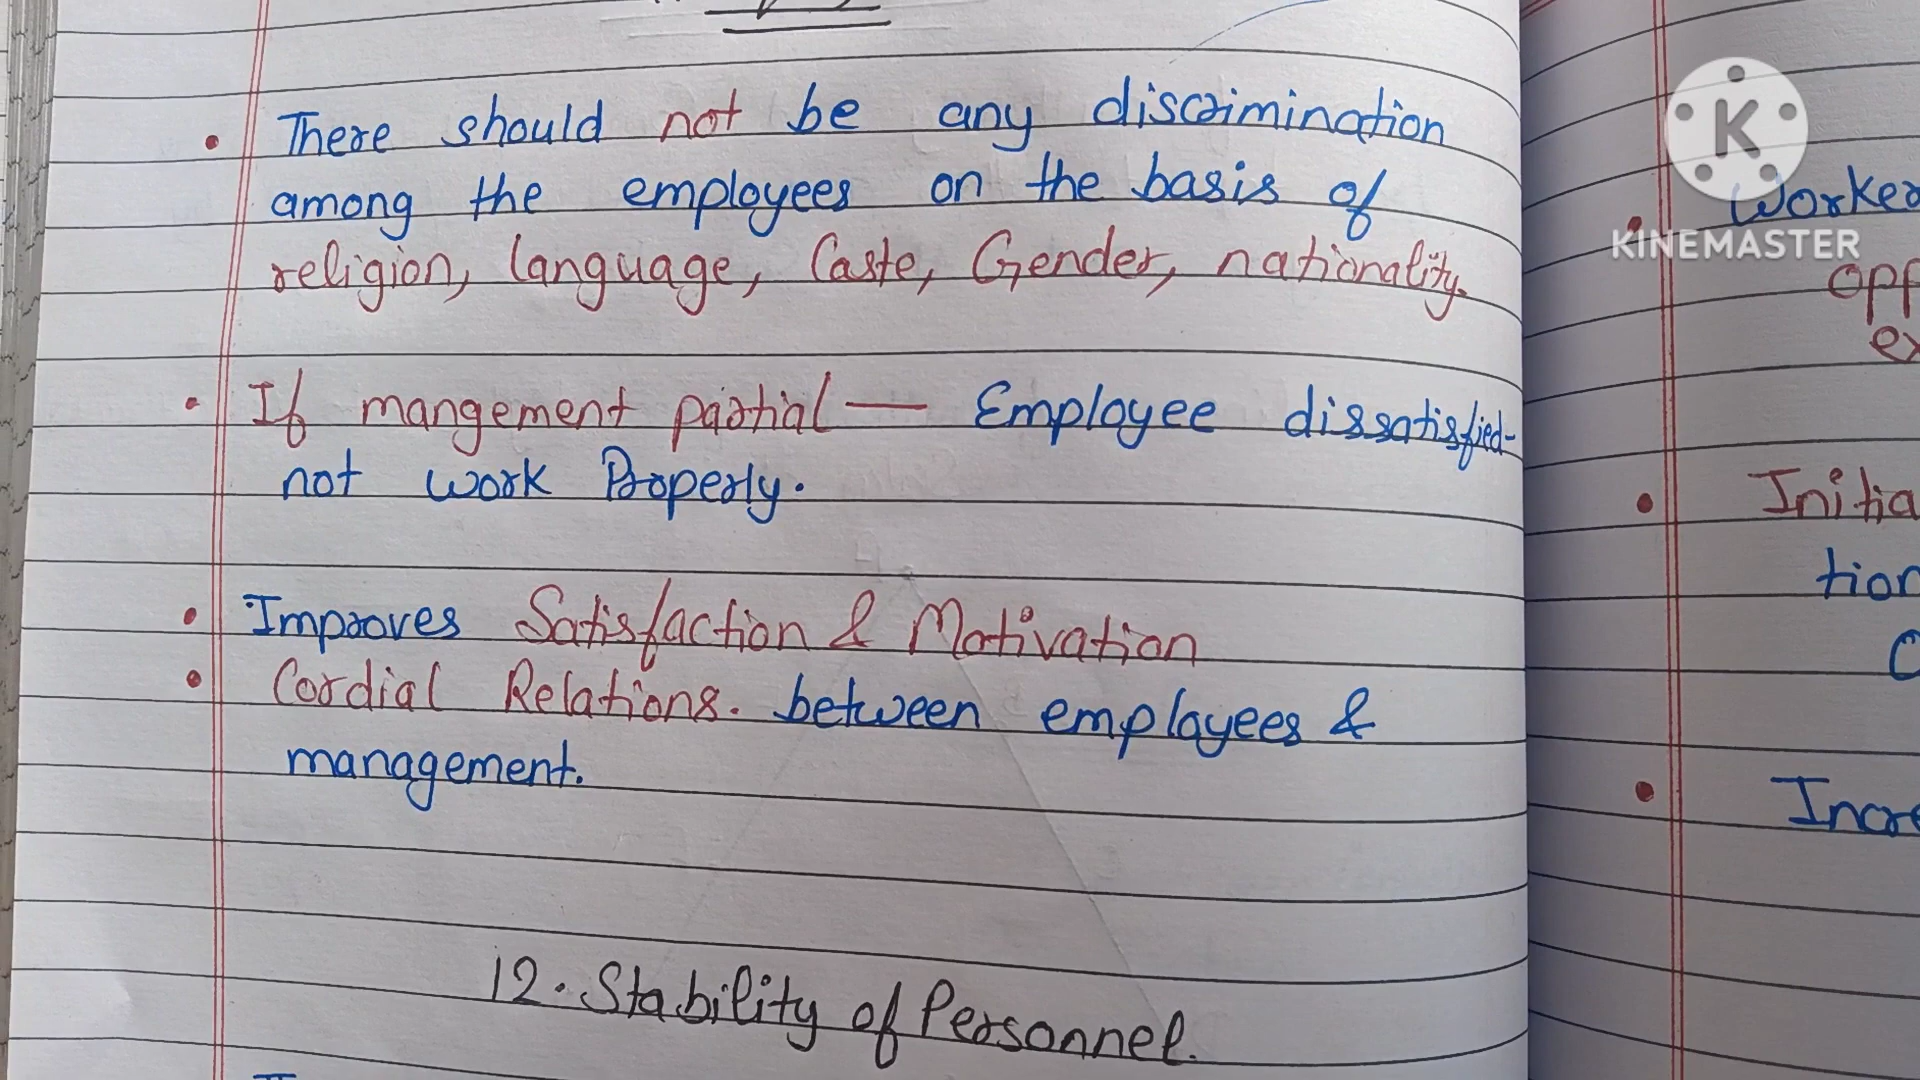 There should not be any discrimination
among the employees on the basis of
religion, language, Caste, Gender, nationality.
If mangement partial — Employee dissatisfied-
not work Properly.
Improves Satisfaction & Motivation
Cordial Relations. between employees &
management.
12. Stability of Personnel.
K
KINEMASTER
Worker
opp
ex
Initia
tion
C
Incre